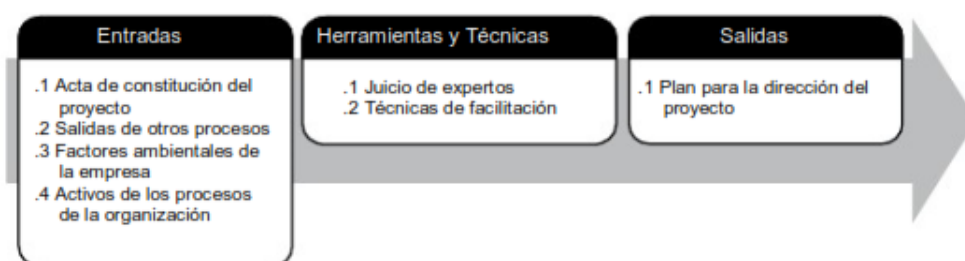 Entradas
.1 Acta de constitución del
proyecto
.2 Salidas de otros procesos
.3 Factores ambientales de
la empresa
.4 Activos de los procesos
de la organización
Herramientas y Técnicas
.1 Juicio de expertos
.2 Técnicas de facilitación
Salidas
.1 Plan para la dirección del
proyecto